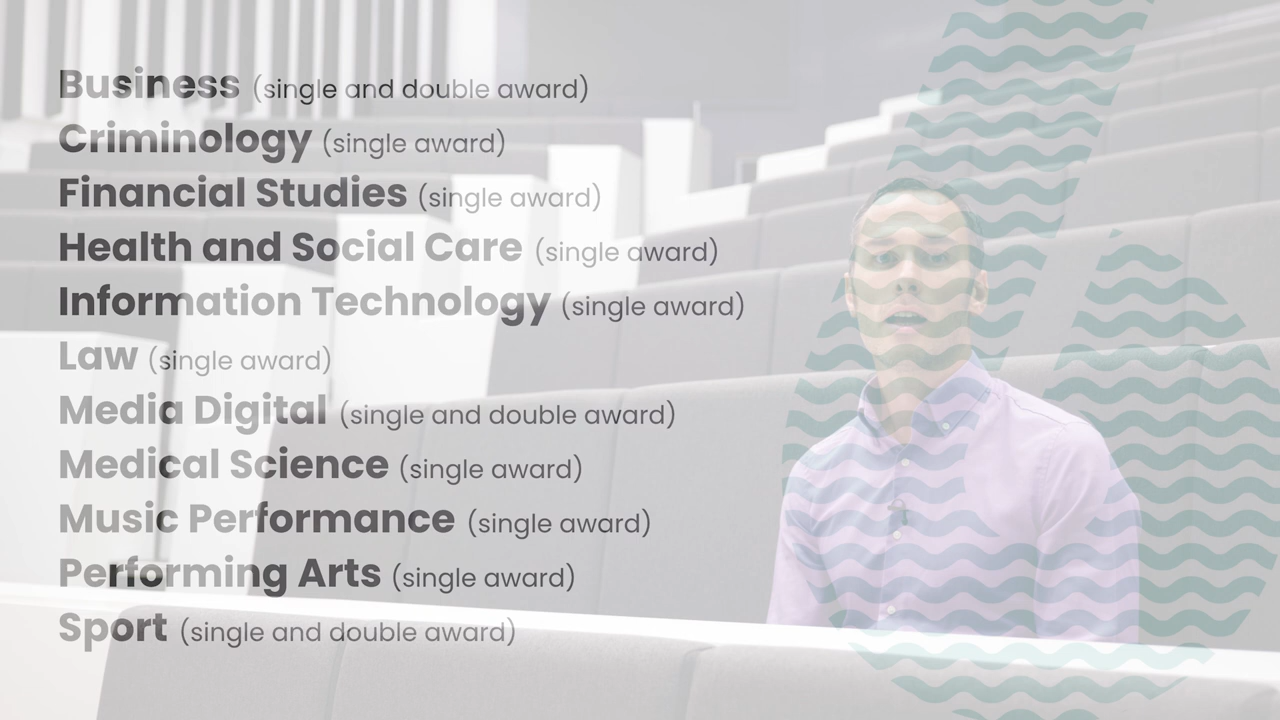 Business (single and double award)
Criminology (single award)
Financial Studies (single award)
Health and Social Care (single award)
Information Technology (single award)
Law (single award)
Media Digital (single and double award)
Medical Science (single award)
Music Performance (single award)
Performing Arts (single award)
Sport (single and double award)